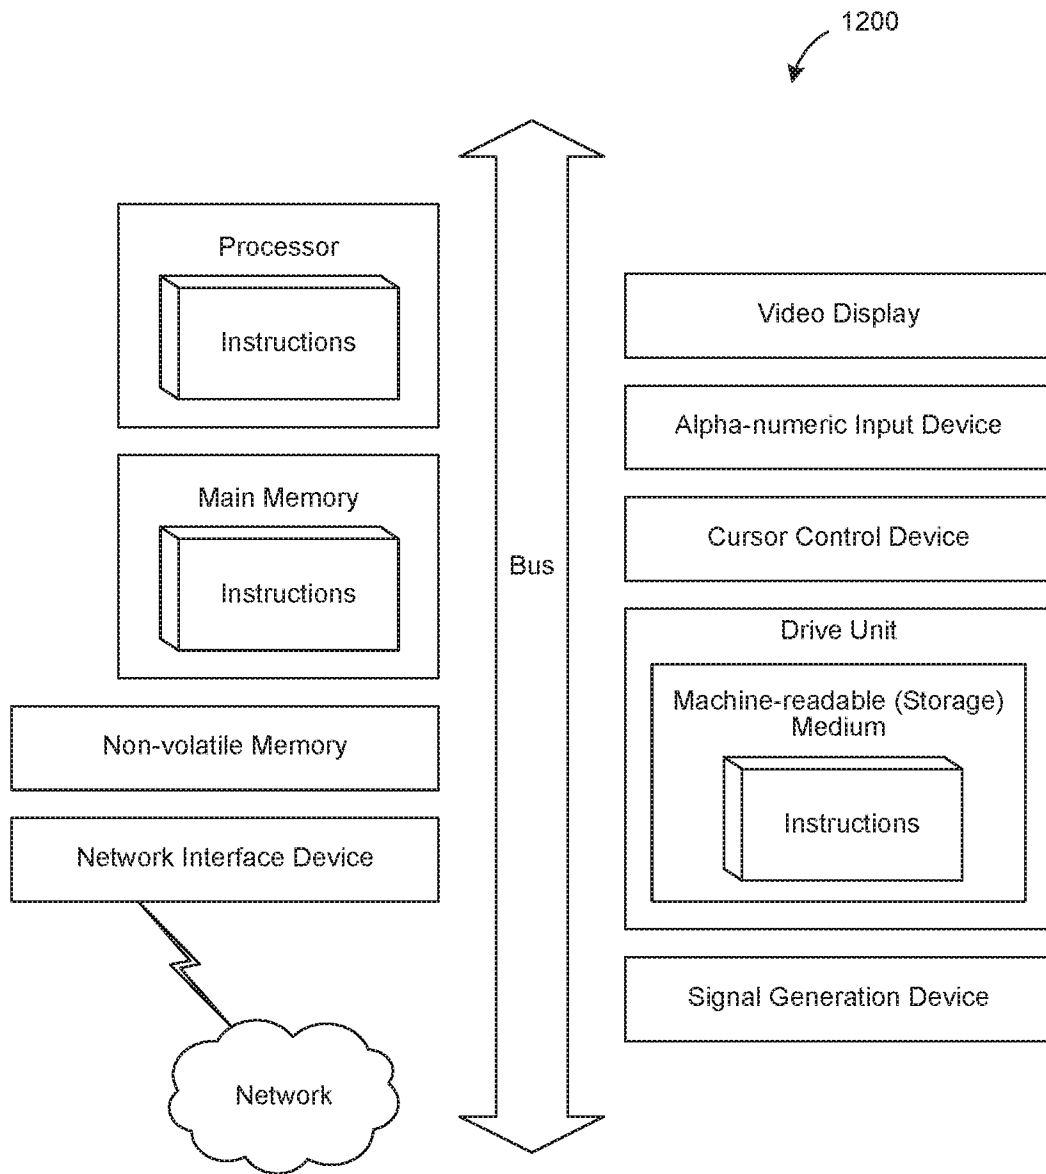 1200
Processor
Instructions
Main Memory
Instructions
Non-volatile Memory
Network Interface Device
Network
Bus
Video Display
Alpha-numeric Input Device
Cursor Control Device
Drive Unit
Machine-readable (Storage)
Medium
Instructions
Signal Generation Device